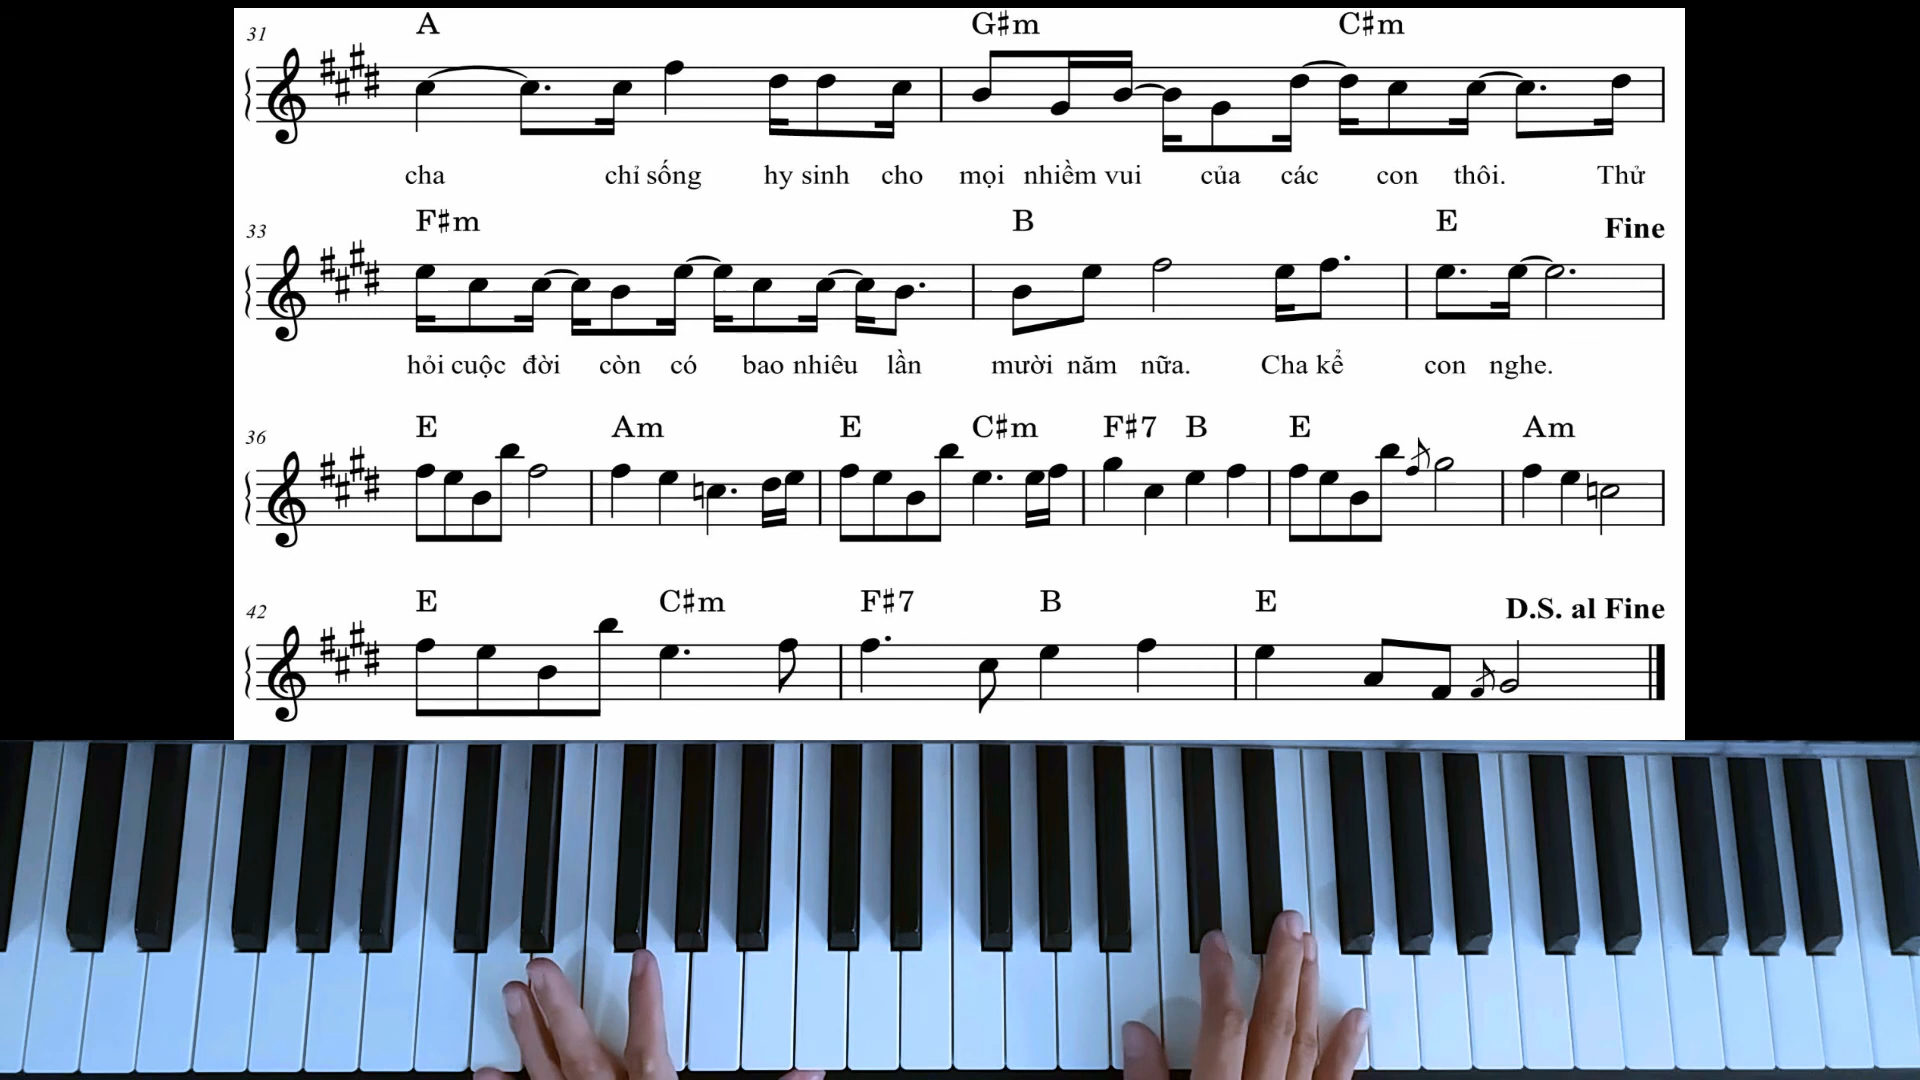 31 A G♯m C♯m
cha chỉ sống hy sinh cho mọi nhiềm vui của các con thôi. Thử
33 F♯m B E Fine
hỏi cuộc đời còn có bao nhiêu lần mười năm nữa. Cha kể con nghe.
36 E Am E C♯m F♯7 B E Am
42 E C♯m F♯7 B E D.S. al Fine